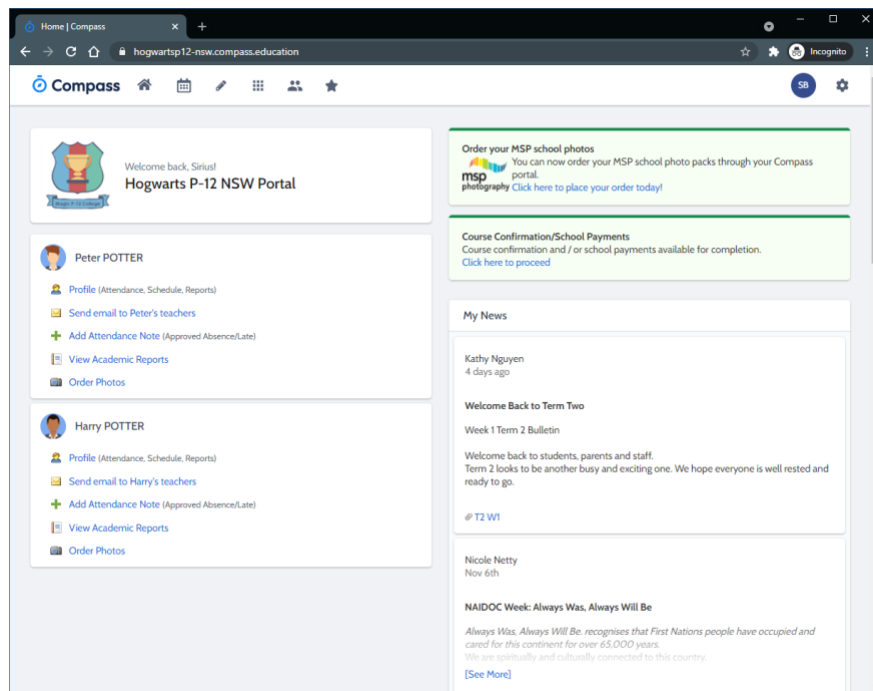 Home | Compass
hogwartsp12-nsw.compass.education
Incognito
Compass
SB
Welcome back, Sirius!
Hogwarts P-12 NSW Portal
Peter POTTER
Profile (Attendance, Schedule, Reports)
Send email to Peter's teachers
Add Attendance Note (Approved Absence/Late)
View Academic Reports
Order Photos
Harry POTTER
Profile (Attendance, Schedule, Reports)
Send email to Harry's teachers
Add Attendance Note (Approved Absence/Late)
View Academic Reports
Order Photos
Order your MSP school photos
msp
photography
You can now order your MSP school photo packs through your Compass
portal.
Click here to place your order today!
Course Confirmation/School Payments
Course confirmation and / or school payments available for completion.
Click here to proceed
My News
Kathy Nguyen
4 days ago
Welcome Back to Term Two
Week 1 Term 2 Bulletin
Welcome back to students, parents and staff.
Term 2 looks to be another busy and exciting one. We hope everyone is well rested and
ready to go.
T2 W1
Nicole Netty
Nov 6th
NAIDOC Week: Always Was, Always Will Be
Always Was, Always Will Be. recognises that First Nations people have occupied and
cared for this continent for over 65,000 years.
We are spiritually and culturally connected to this country.
[See More]